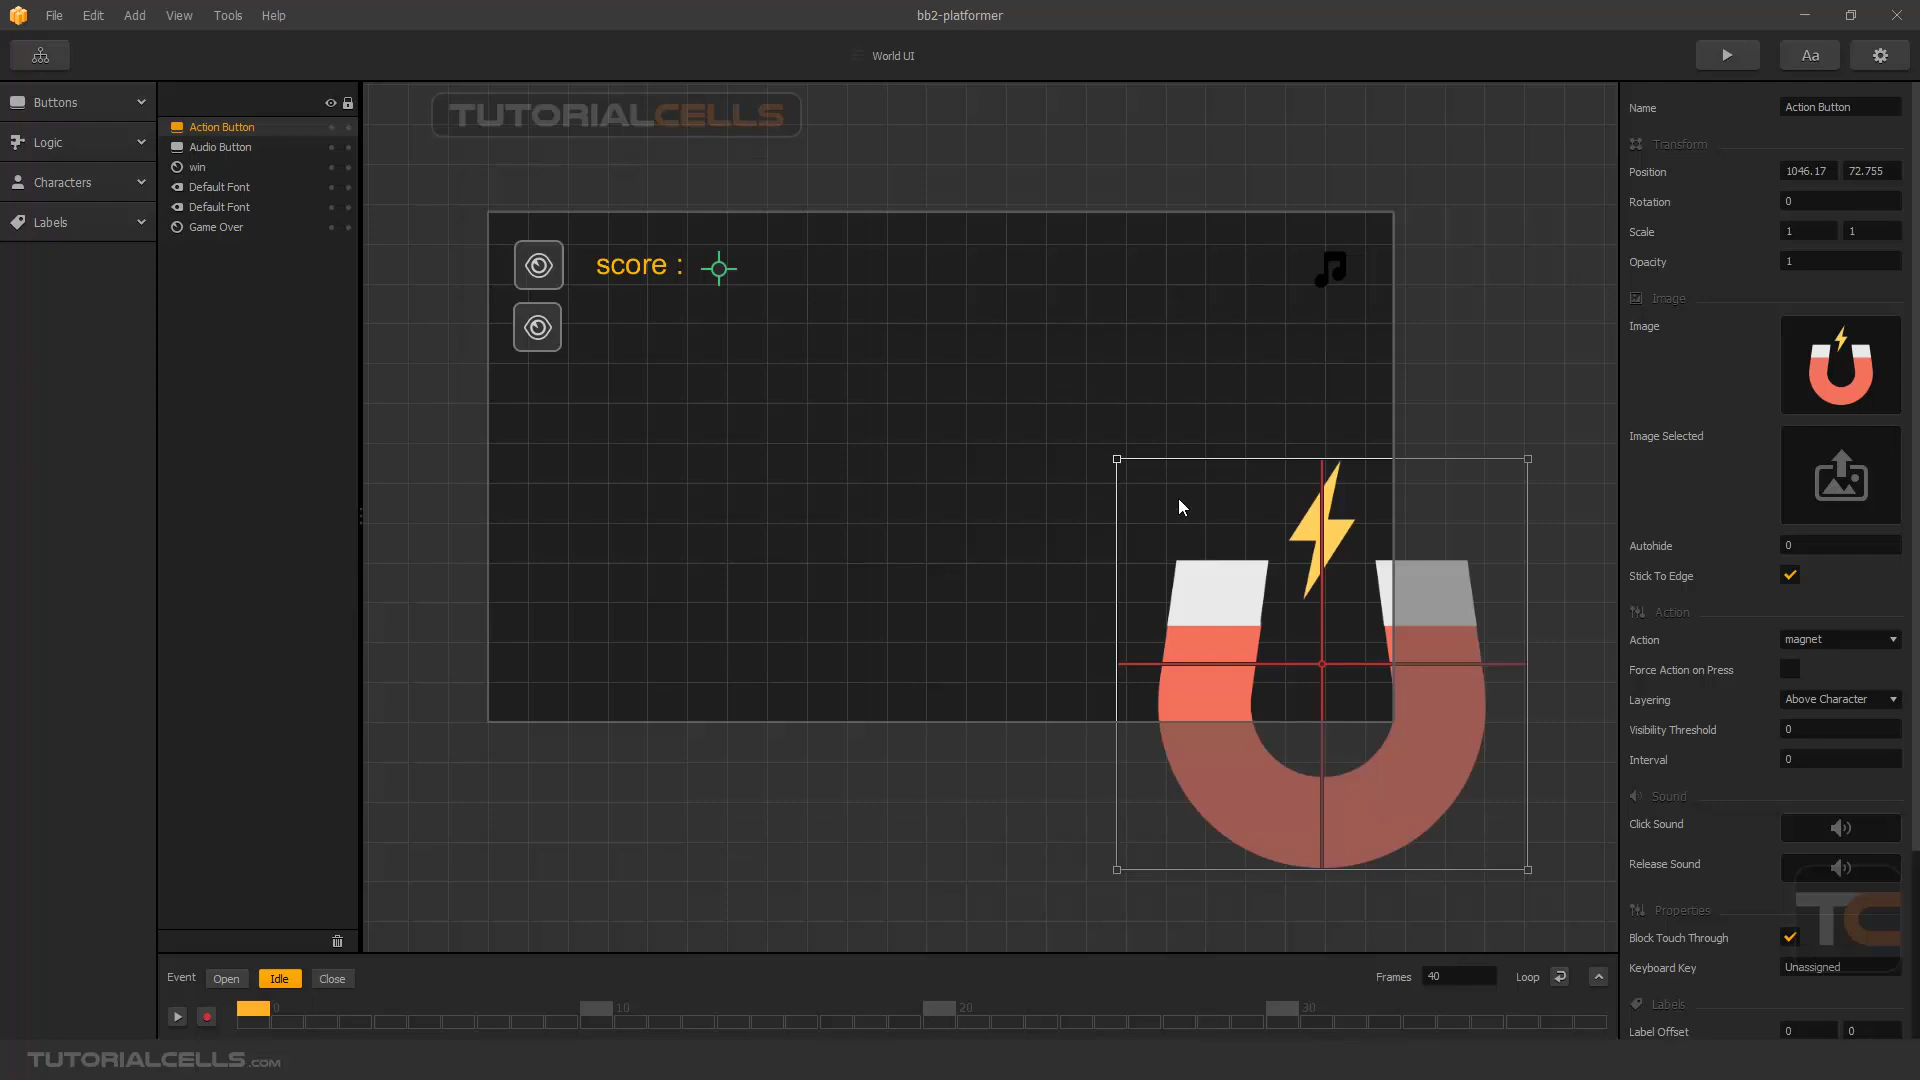 File Edit Add View Tools Help
bb2-platformer
World UI
Aa
Buttons
Logic
Characters
Labels
Action Button
Audio Button
win
Default Font
Default Font
Game Over
TUTORIALCELLS
score :
Name Action Button
Transform
Position 1046.17 72.755
Rotation 0
Scale 1 1
Opacity 1
Image
Image
Image Selected
Autohide 0
Stick To Edge
Action
Action magnet
Force Action on Press
Layering Above Character
Visibility Threshold 0
Interval 0
Sound
Click Sound
Release Sound
Properties
Block Touch Through
Keyboard Key Unassigned
Labels
Label Offset 0 0
TC
Event Open Idle Close
Frames 40 Loop
0 10 20 30
TUTORIALCELLS.COM